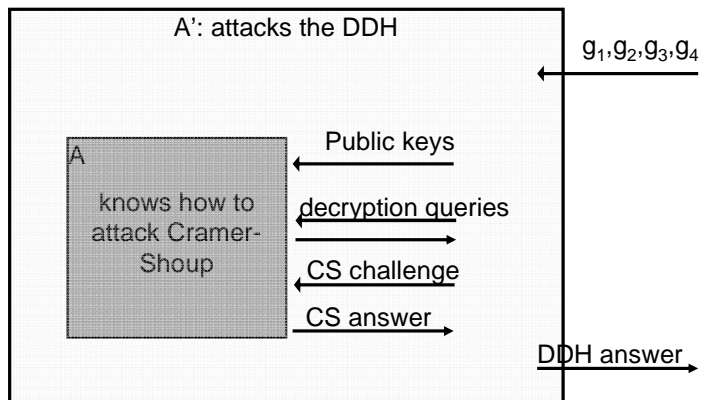 A': attacks the DDH
g₁,g₂,g₃,g₄
Public keys
A
knows how to
attack Cramer-
Shoup
decryption queries
CS challenge
CS answer
DDH answer